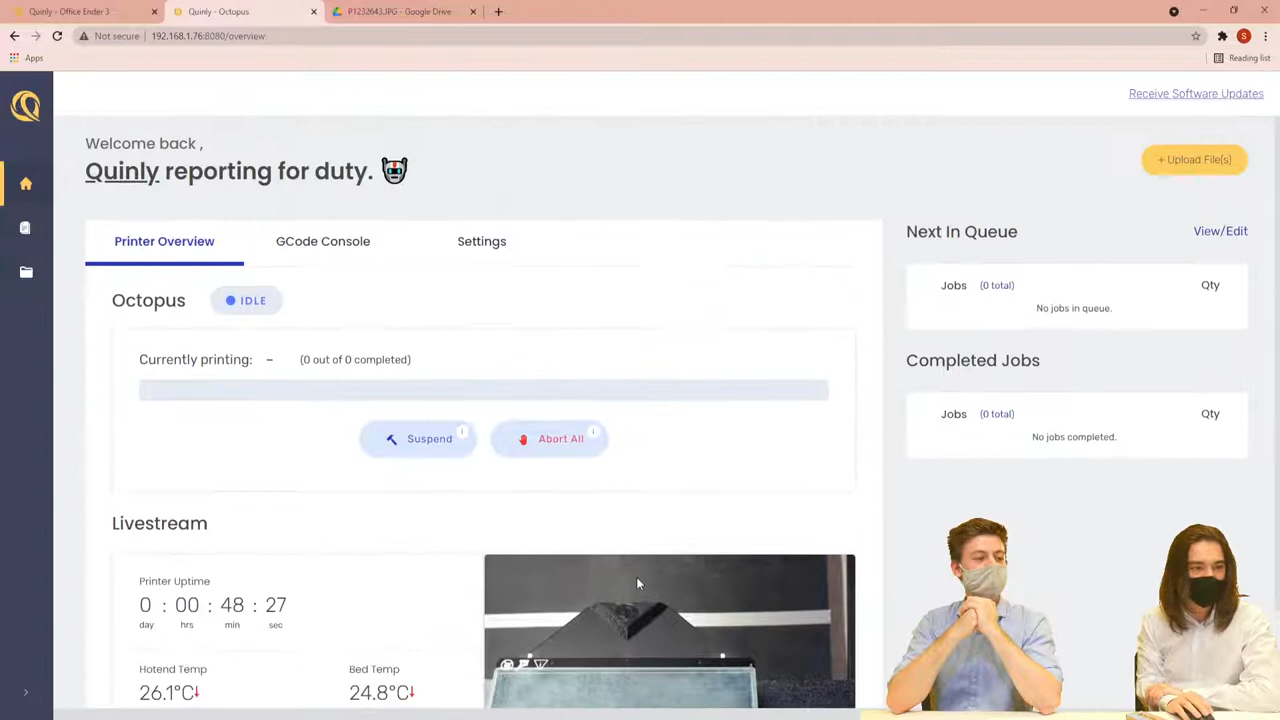 Quinly - Office Ender 3
Quinly - Octopus
P1232643.JPG - Google Drive
Not secure
192.168.1.76:8080/overview
S
Apps
Reading list
Receive Software Updates
Welcome back ,
Quinly reporting for duty.
+ Upload File(s)
Printer Overview
GCode Console
Settings
Next In Queue
View/Edit
Jobs (0 total)
Qty
No jobs in queue.
Octopus
IDLE
Currently printing: – (0 out of 0 completed)
Completed Jobs
Jobs (0 total)
Qty
No jobs completed.
Suspend
i
Abort All
i
Livestream
Printer Uptime
0 : 00 : 48 : 27
day hrs min sec
Hotend Temp
Bed Temp
26.1°C↓
24.8°C↓